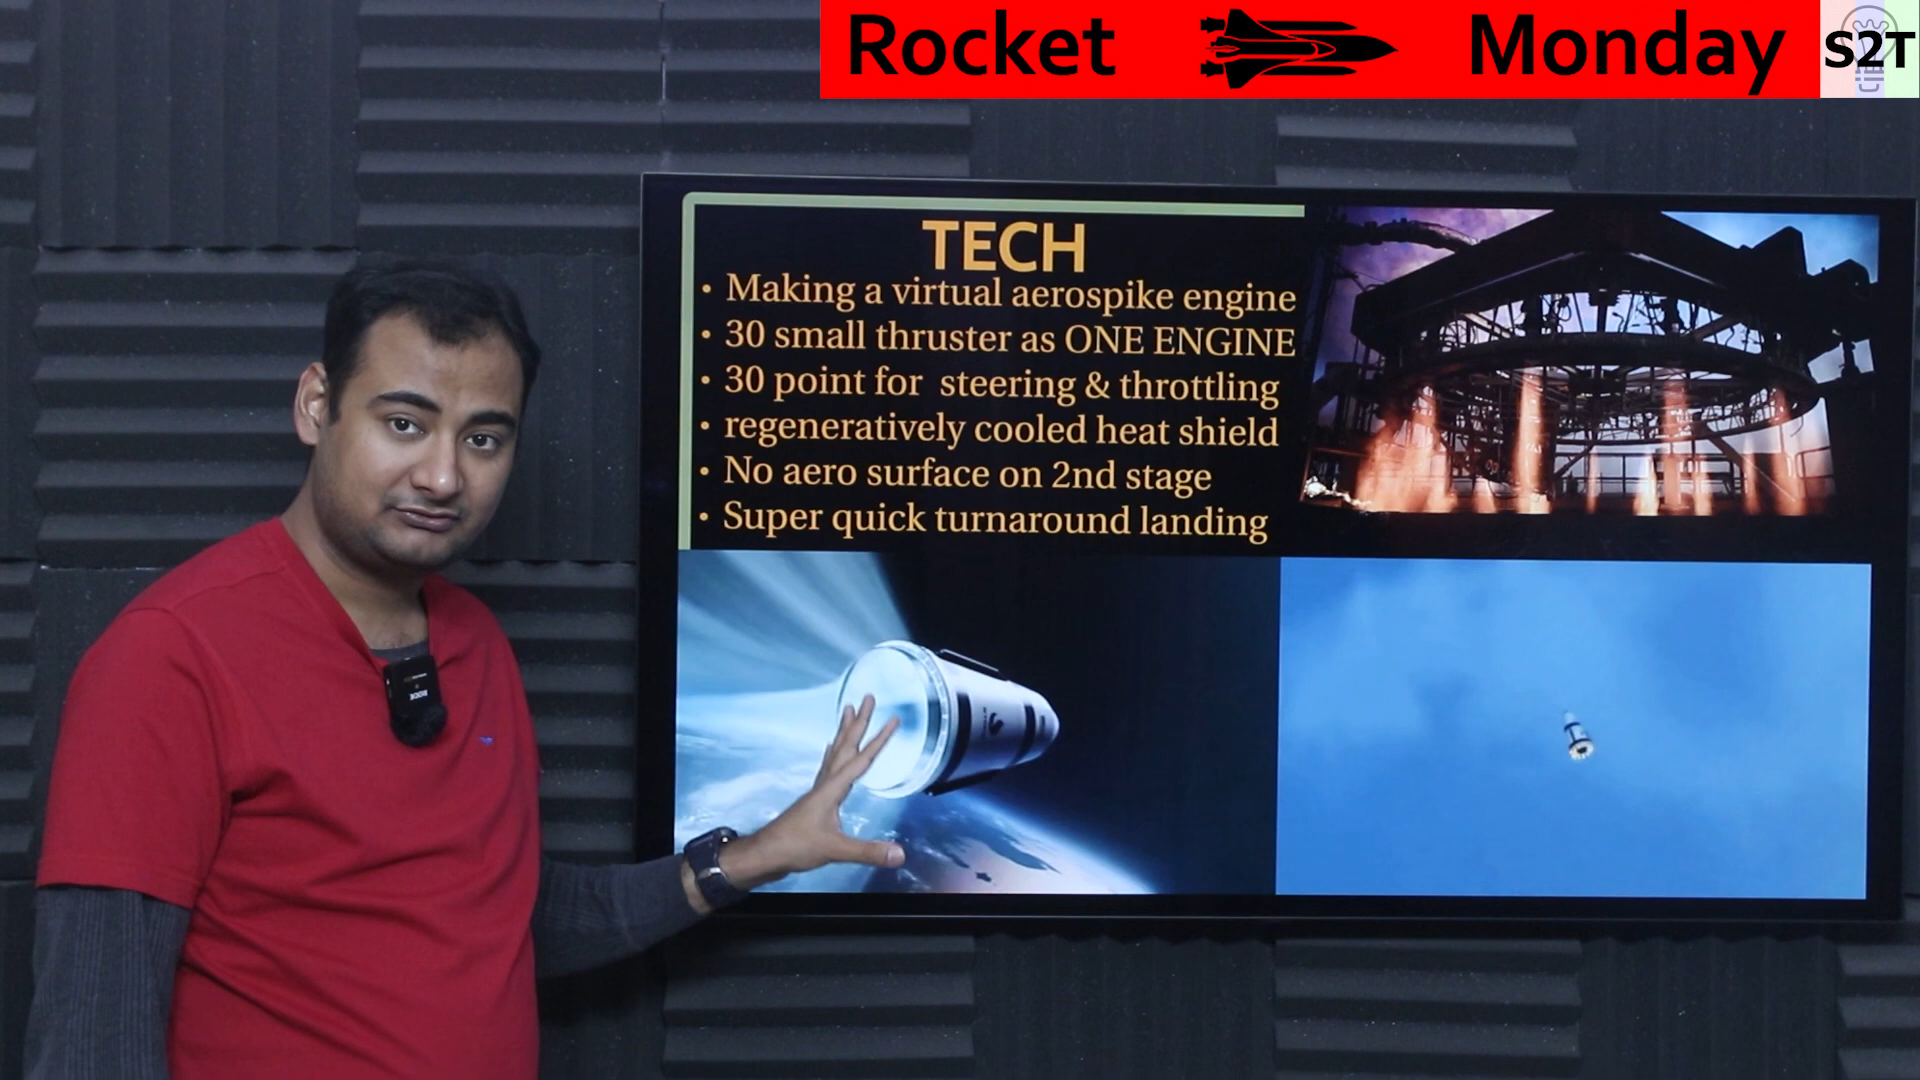 Rocket Monday
S2T
TECH
• Making a virtual aerospike engine
• 30 small thruster as ONE ENGINE
• 30 point for steering & throttling
• regeneratively cooled heat shield
• No aero surface on 2nd stage
• Super quick turnaround landing
RODE